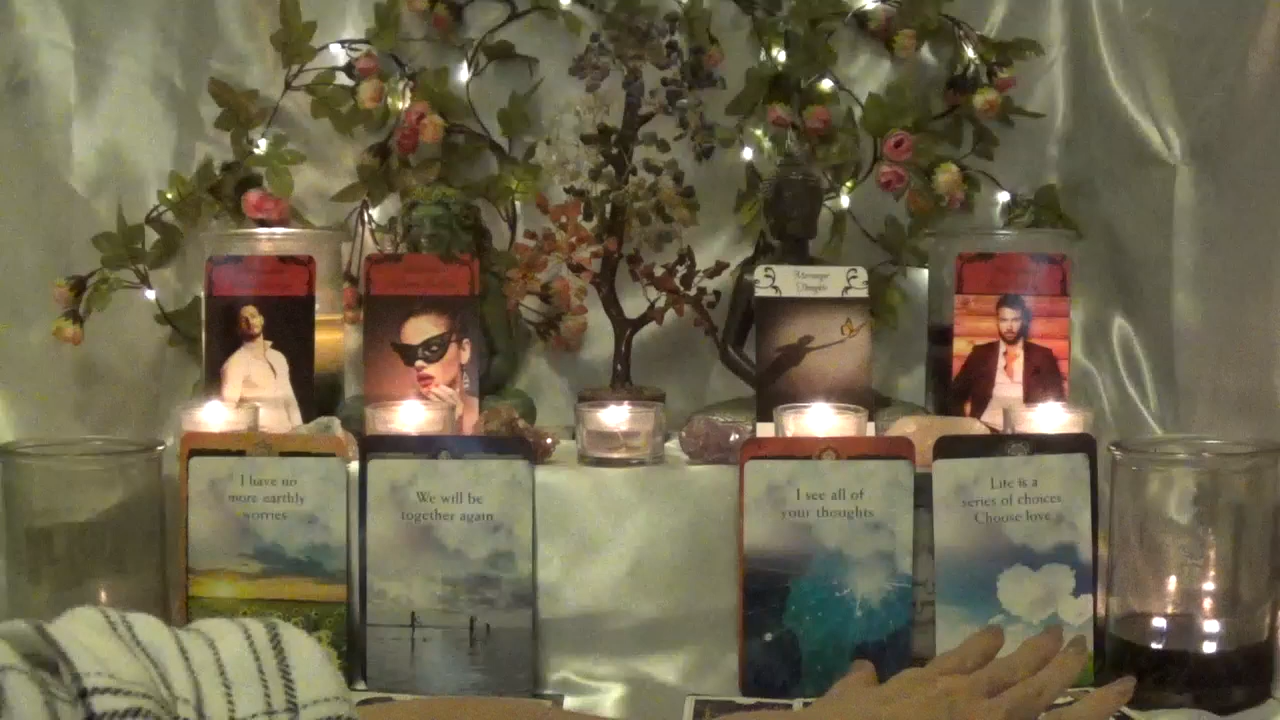 Messenger
Thoughts
I have no
more earthly
worries
We will be
together again
I see all of
your thoughts
Life is a
series of choices
Choose love